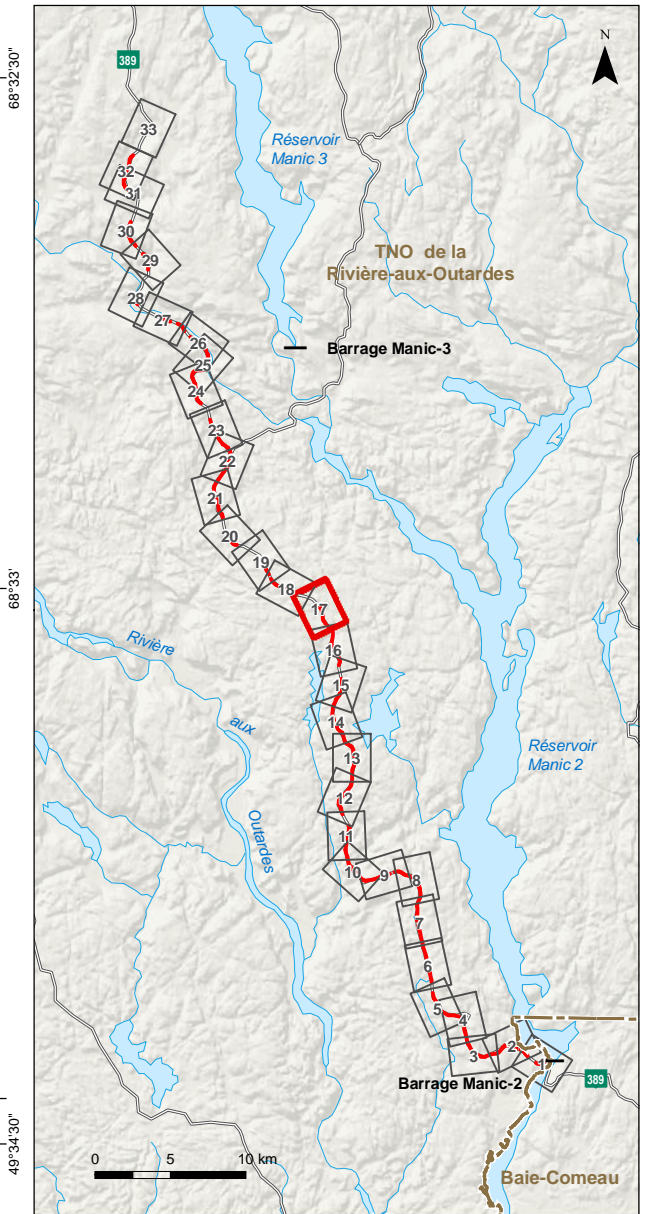 N
389
68°32'30"
33
Réservoir
Manic 3
32
31
30
TNO de la
Rivière-aux-Outardes
29
28
27
26
Barrage Manic-3
25
24
23
22
21
20
19
18
68°33'
17
Rivière
16
15
aux
14
Réservoir
Manic 2
13
12
Outardes
11
10
9
8
7
6
5
4
3
2
1
Barrage Manic-2
389
49°34'30"
0 5 10 km
Baie-Comeau